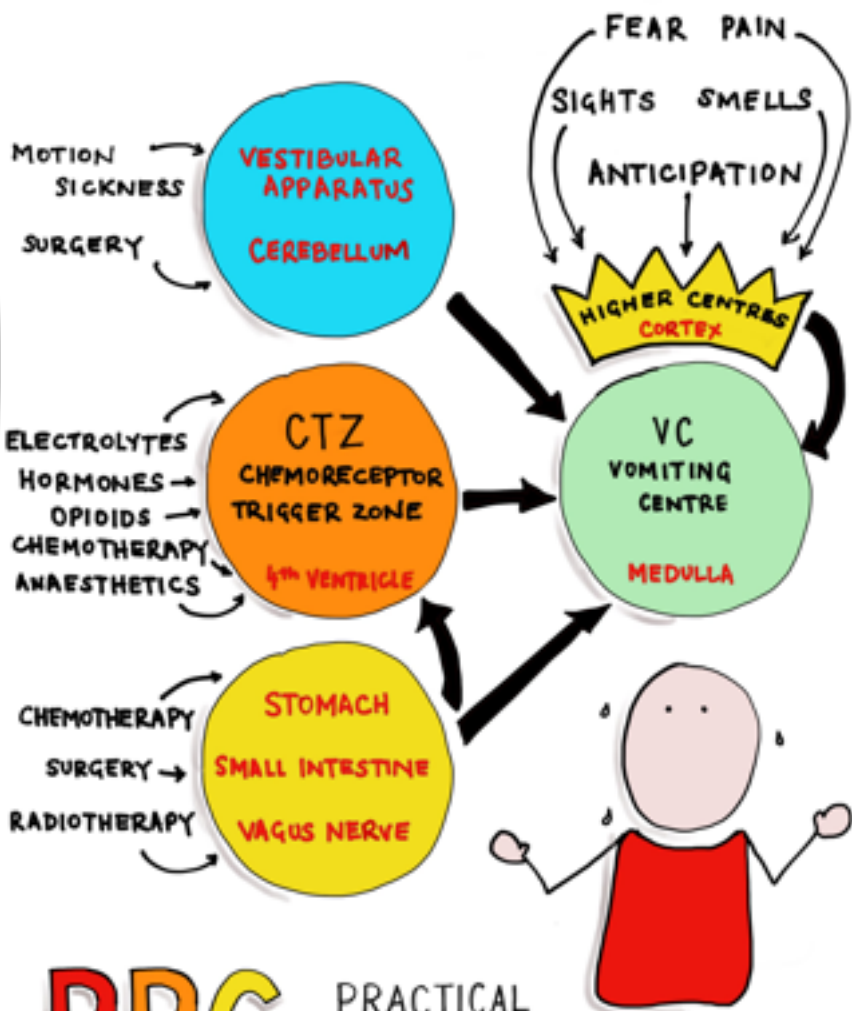 FEAR PAIN
SIGHTS SMELLS
ANTICIPATION
HIGHER CENTRES
CORTEX
MOTION
SICKNESS
SURGERY
VESTIBULAR
APPARATUS
CEREBELLUM
ELECTROLYTES
HORMONES
OPIOIDS
CHEMOTHERAPY
ANAESTHETICS
CTZ
CHEMORECEPTOR
TRIGGER ZONE
4th VENTRICLE
VC
VOMITING
CENTRE
MEDULLA
CHEMOTHERAPY
SURGERY
RADIOTHERAPY
STOMACH
SMALL INTESTINE
VAGUS NERVE
PRACTICAL